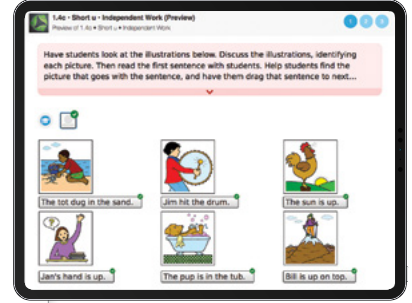 1.4c • Short u • Independent Work (Preview)
Preview of 1.4c • Short u • Independent Work
1 2 3
Have students look at the illustrations below. Discuss the illustrations, identifying
each picture. Then read the first sentence with students. Help students find the
picture that goes with the sentence, and have them drag that sentence to next...
The tot dug in the sand. Jim hit the drum. The sun is up.
?
Jan's hand is up. The pup is in the tub. Bill is up on top.